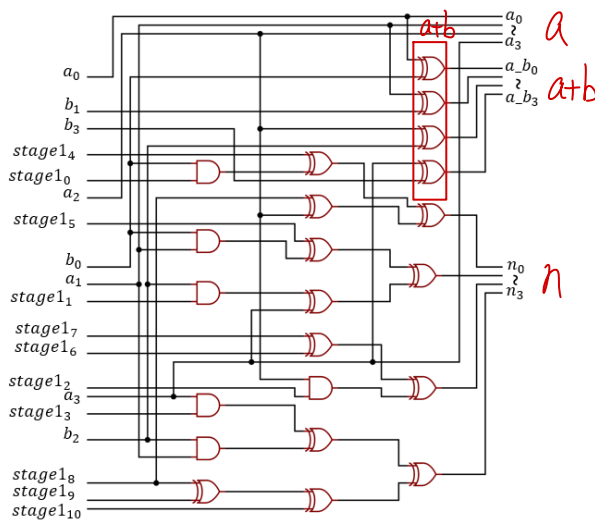 a+b
a₀
~
a₃
a
a_b₀
~
a_b₃
a+b
a₀
b₁
b₃
stage1₄
stage1₀
a₂
stage1₅
b₀
a₁
stage1₁
n₀
~
n₃
n
stage1₇
stage1₆
stage1₂
a₃
stage1₃
b₂
stage1₈
stage1₉
stage1₁₀